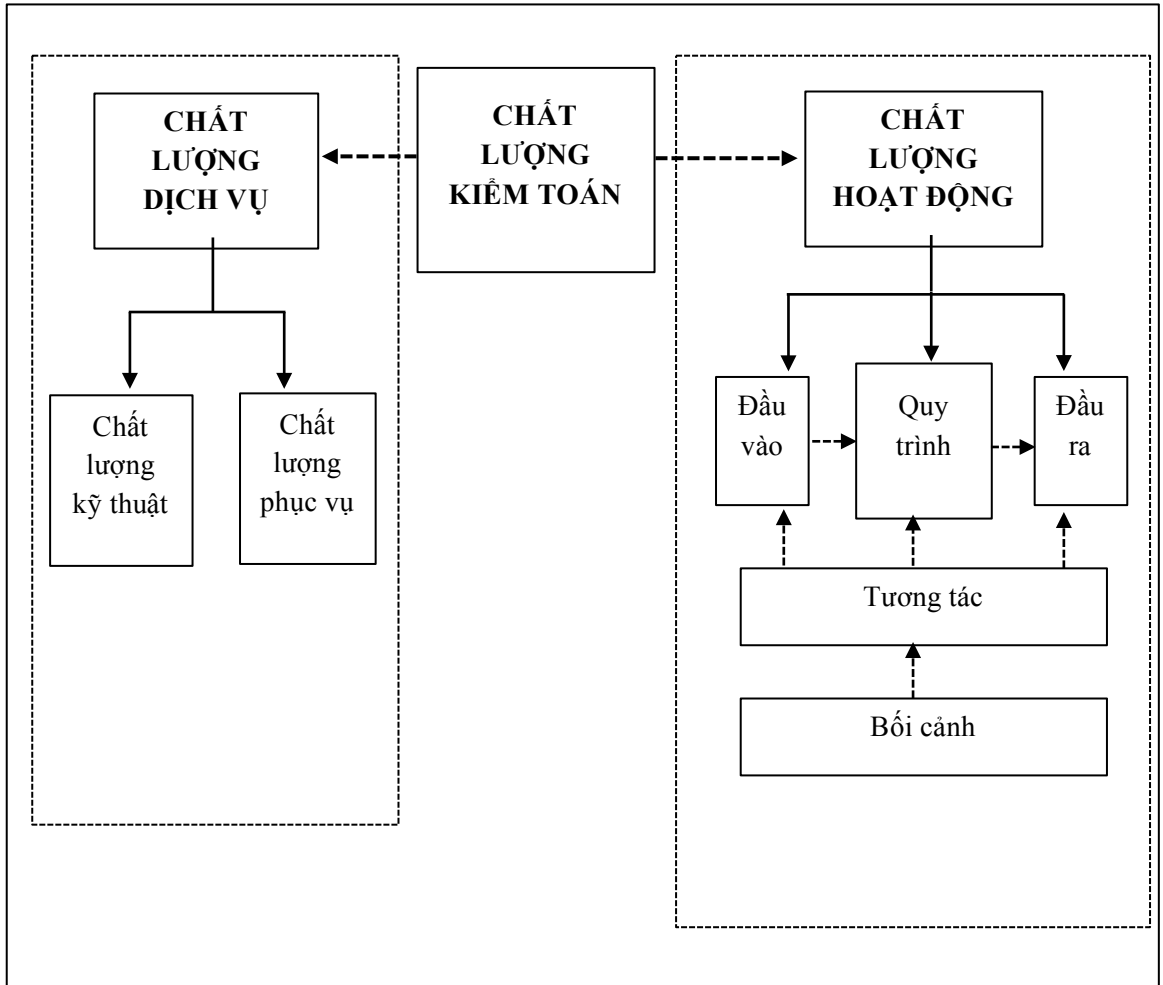 CHẤT
LƯỢNG
DỊCH VỤ
CHẤT
LƯỢNG
KIỂM TOÁN
CHẤT
LƯỢNG
HOẠT ĐỘNG
Chất
lượng
kỹ thuật
Chất
lượng
phục vụ
Đầu
vào
Quy
trình
Đầu
ra
Tương tác
Bối cảnh